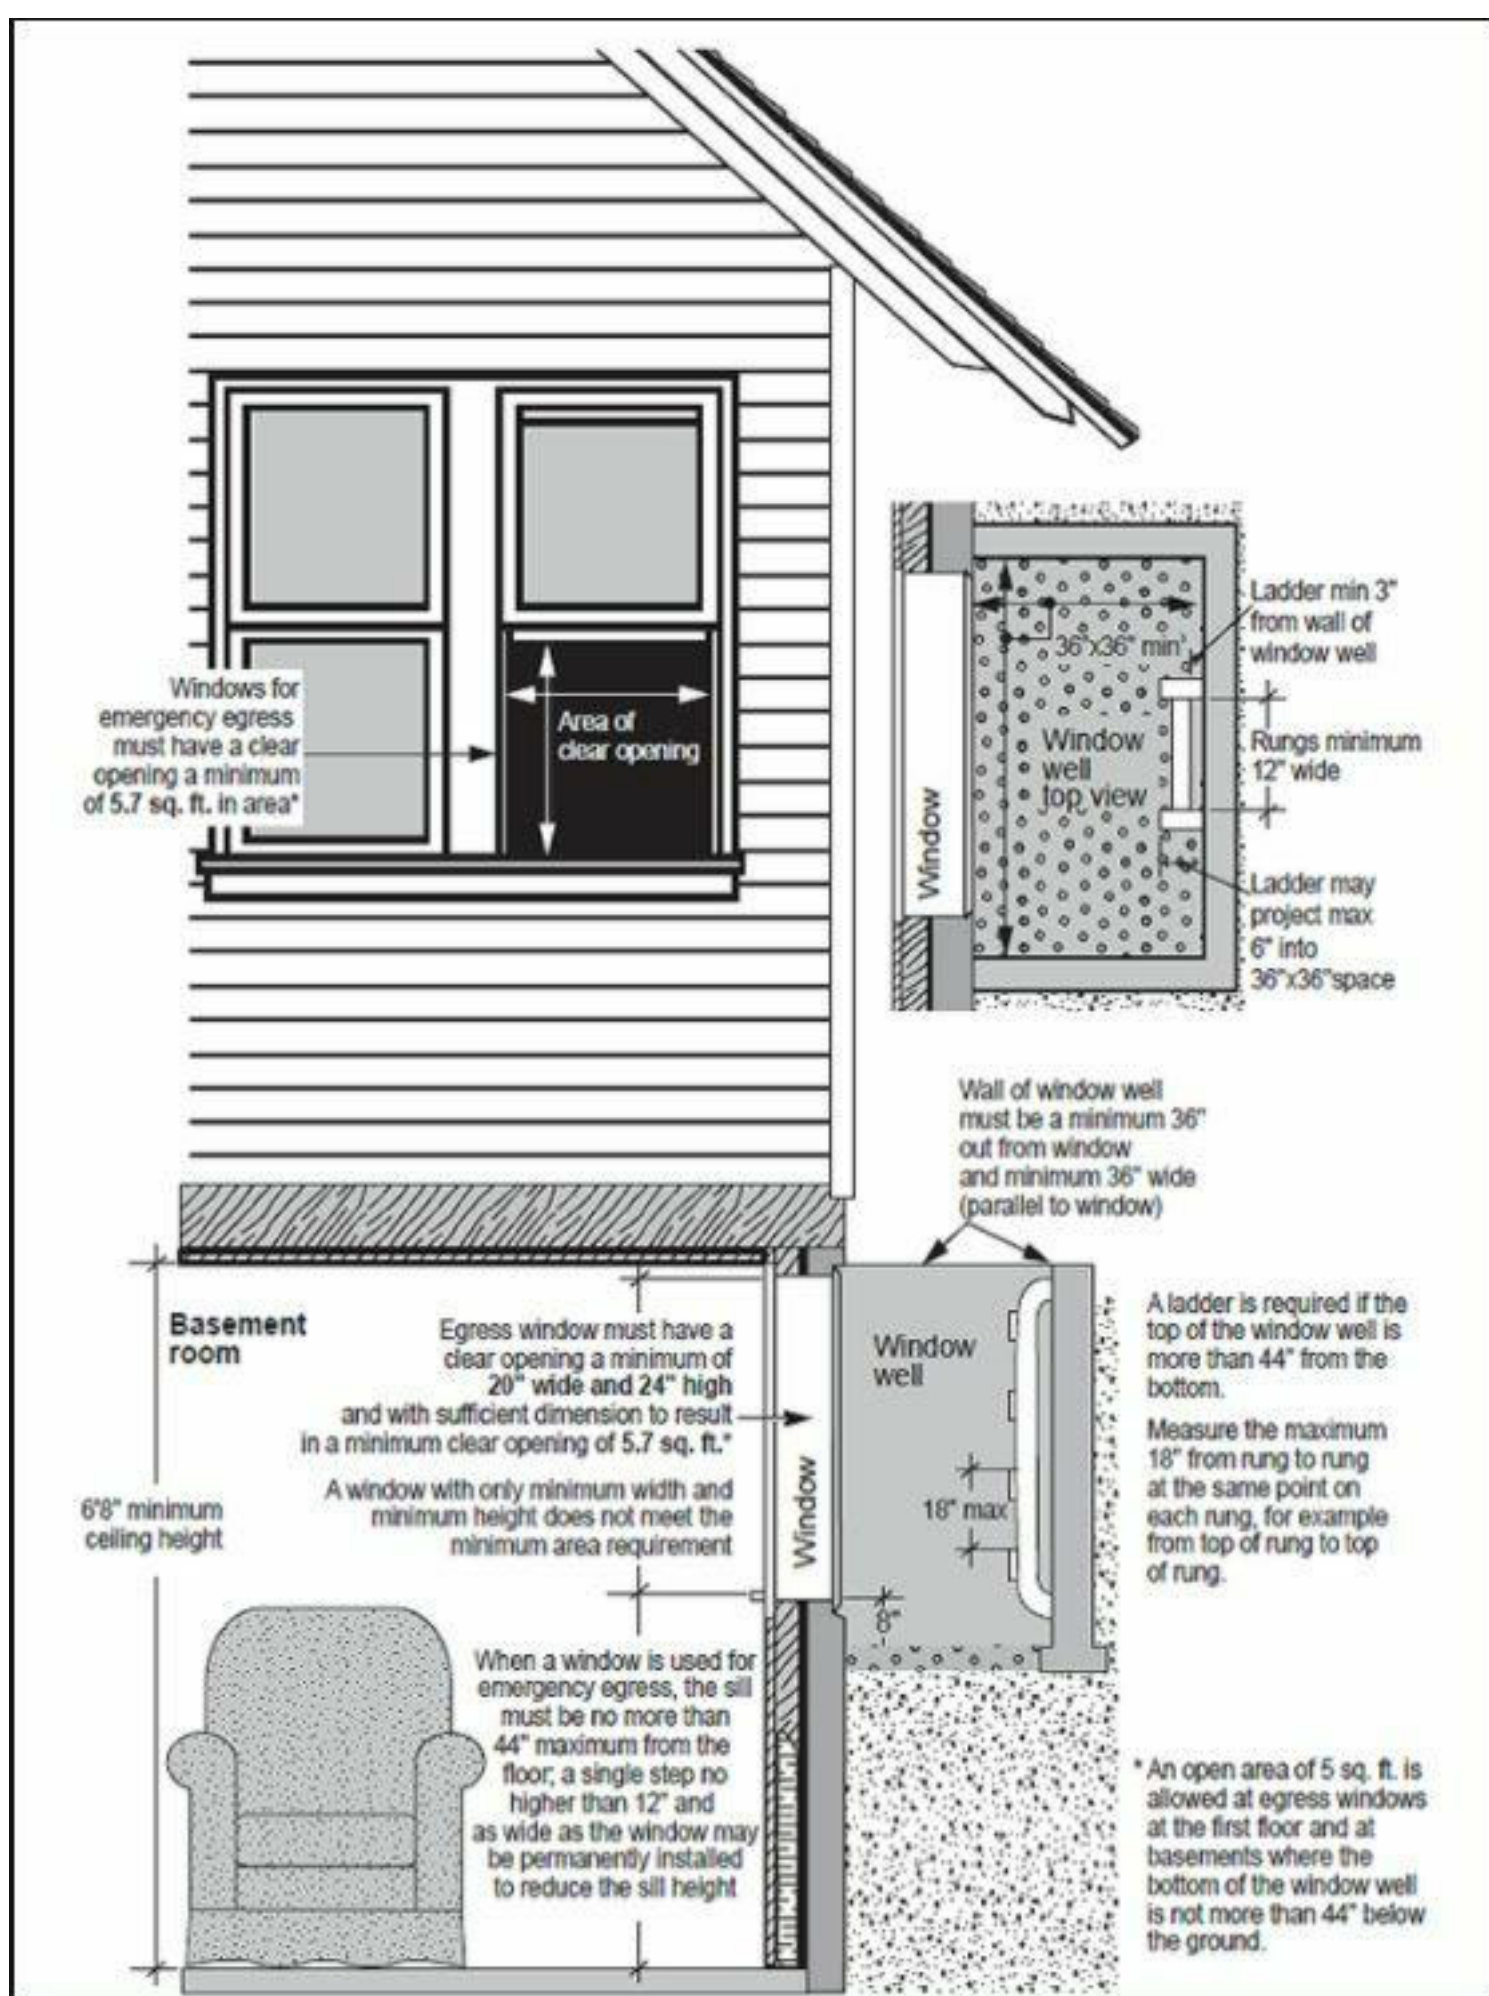 Windows for
emergency egress
must have a clear
opening a minimum
of 5.7 sq. ft. in area*
Area of
clear opening
Window
36"x36" min
Window
well
top view
Ladder min 3"
from wall of
window well
Rungs minimum
12" wide
Ladder may
project max
6" into
36"x36"space
Wall of window well
must be a minimum 36"
out from window
and minimum 36" wide
(parallel to window)
Basement
room
6'8" minimum
ceiling height
Egress window must have a
clear opening a minimum of
20" wide and 24" high
and with sufficient dimension to result
in a minimum clear opening of 5.7 sq. ft.*
A window with only minimum width and
minimum height does not meet the
minimum area requirement
Window
Window
well
18" max
8"
A ladder is required if the
top of the window well is
more than 44" from the
bottom.
Measure the maximum
18" from rung to rung
at the same point on
each rung, for example
from top of rung to top
of rung.
When a window is used for
emergency egress, the sill
must be no more than
44" maximum from the
floor; a single step no
higher than 12" and
as wide as the window may
be permanently installed
to reduce the sill height
* An open area of 5 sq. ft. is
allowed at egress windows
at the first floor and at
basements where the
bottom of the window well
is not more than 44" below
the ground.